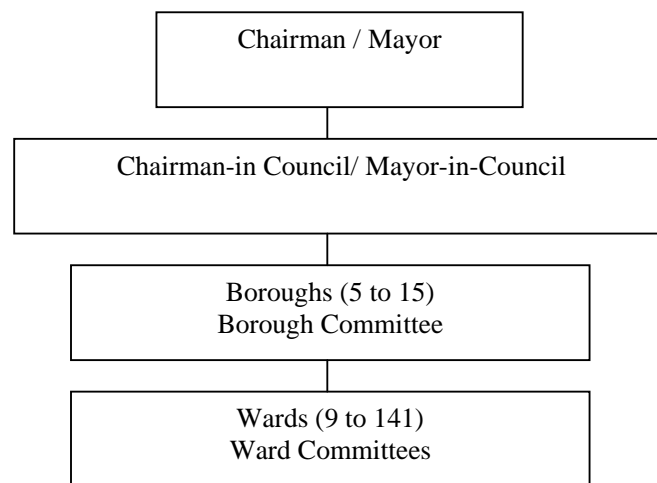 Chairman / Mayor
Chairman-in Council/ Mayor-in-Council
Boroughs (5 to 15)
Borough Committee
Wards (9 to 141)
Ward Committees